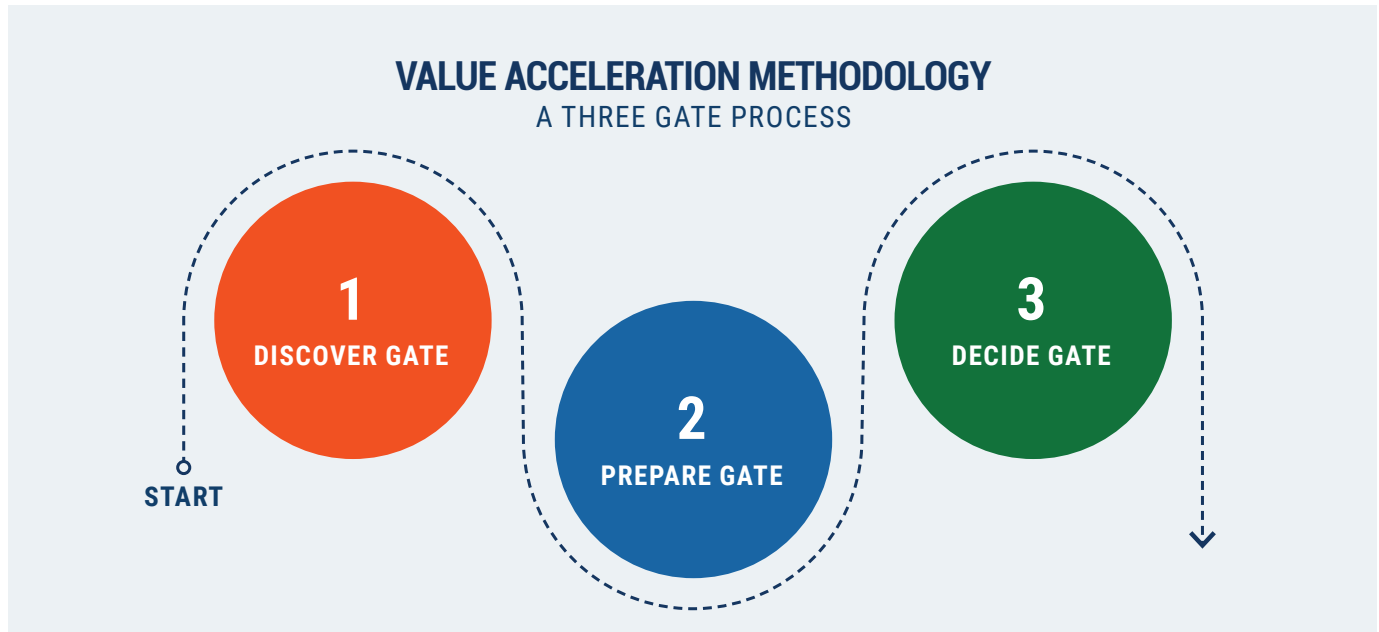 VALUE ACCELERATION METHODOLOGY
A THREE GATE PROCESS
1
DISCOVER GATE
2
PREPARE GATE
3
DECIDE GATE
START